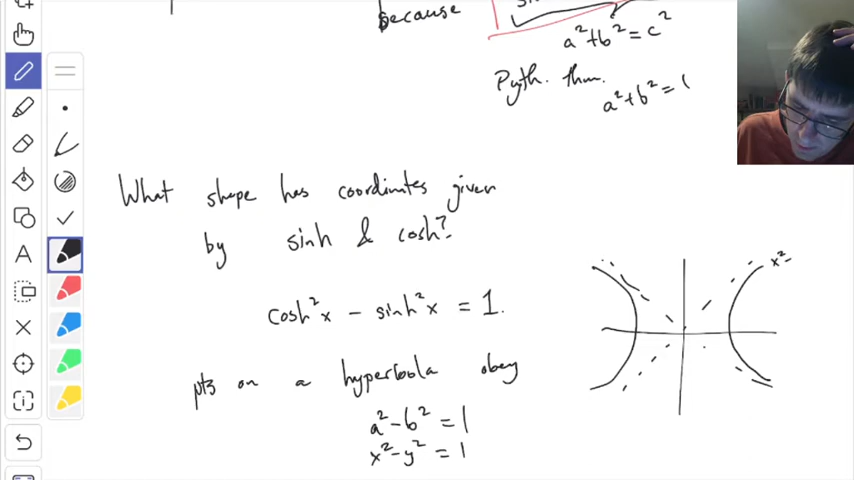 because
a²+b²=c²
Pyth. thm.
a²+b²=1
What shape has coordinates given
by sinh & cosh?
cosh²x − sinh²x = 1.
x²−
pts on a hyperbola obey
a²−b²=1
x²−y²=1